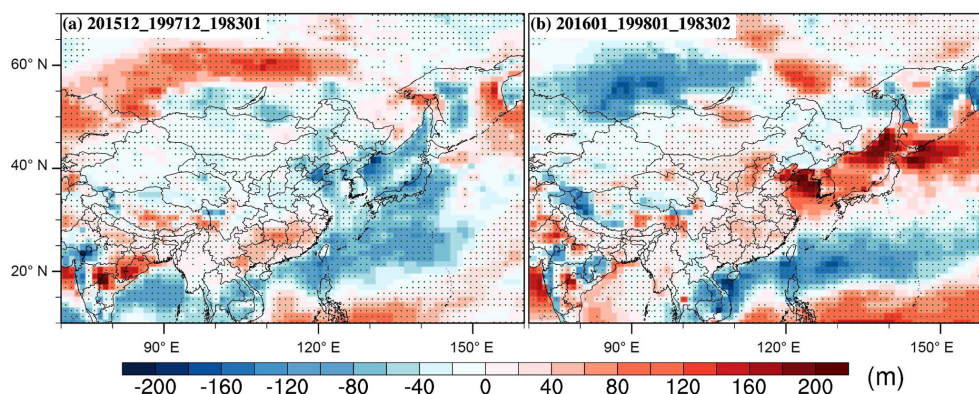 (a) 201512_199712_198301
(b) 201601_199801_198302
60° N
40° N
20° N
90° E 120° E 150° E 90° E 120° E 150° E
-200 -160 -120 -80 -40 0 40 80 120 160 200 (m)